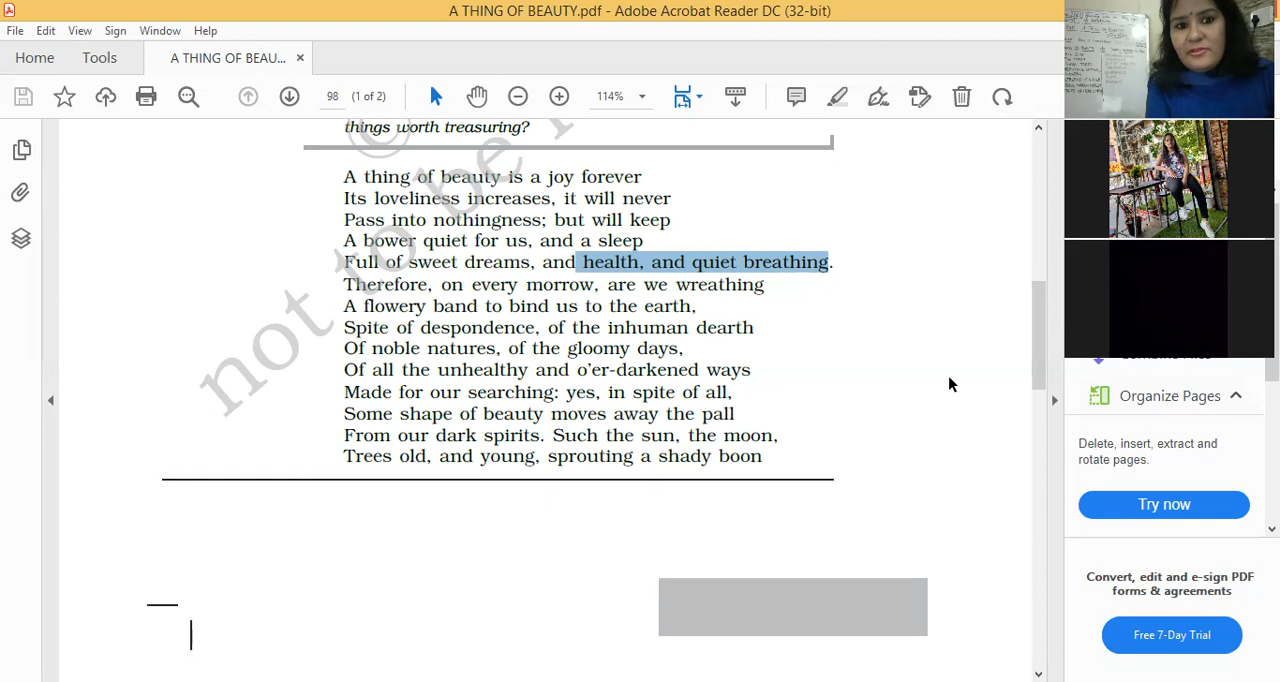 A THING OF BEAUTY.pdf - Adobe Acrobat Reader DC (32-bit)
File Edit View Sign Window Help
Home Tools A THING OF BEAU... ×
98 (1 of 2) 114%
things worth treasuring?
A thing of beauty is a joy forever
Its loveliness increases, it will never
Pass into nothingness; but will keep
A bower quiet for us, and a sleep
Full of sweet dreams, and health, and quiet breathing.
Therefore, on every morrow, are we wreathing
A flowery band to bind us to the earth,
Spite of despondence, of the inhuman dearth
Of noble natures, of the gloomy days,
Of all the unhealthy and o'er-darkened ways
Made for our searching: yes, in spite of all,
Some shape of beauty moves away the pall
From our dark spirits. Such the sun, the moon,
Trees old, and young, sprouting a shady boon
© not to be
Organize Pages
Delete, insert, extract and
rotate pages.
Try now
Convert, edit and e-sign PDF
forms & agreements
Free 7-Day Trial